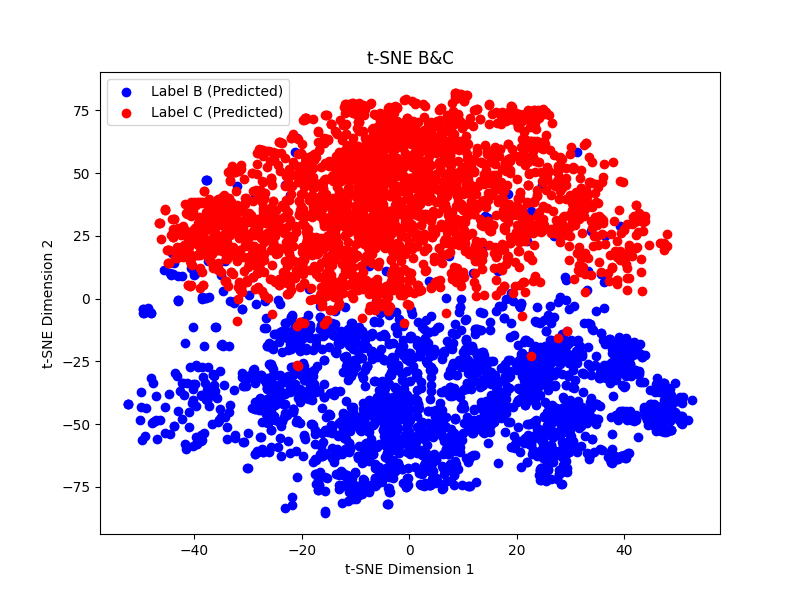 t-SNE B&C
Label B (Predicted)
Label C (Predicted)
75
50
25
0
−25
−50
−75
t-SNE Dimension 2
−40
−20
0
20
40
t-SNE Dimension 1